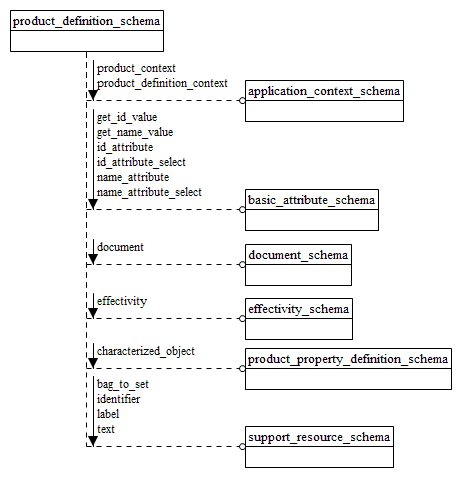 product_definition_schema
product_context
product_definition_context
application_context_schema
get_id_value
get_name_value
id_attribute
id_attribute_select
name_attribute
name_attribute_select
basic_attribute_schema
document
document_schema
effectivity
effectivity_schema
characterized_object
product_property_definition_schema
bag_to_set
identifier
label
text
support_resource_schema